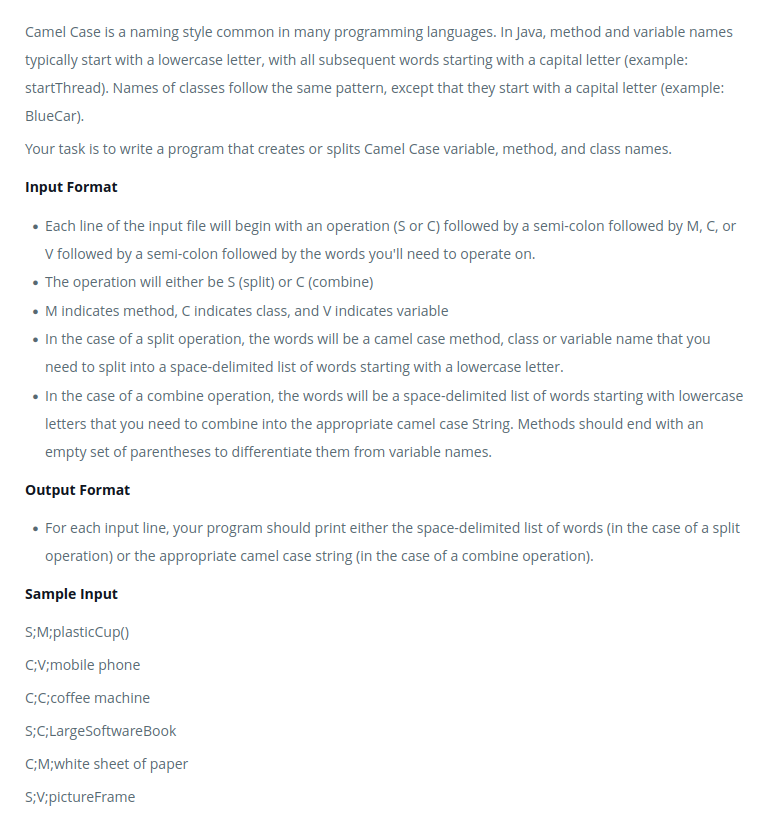 Camel Case is a naming style common in many programming languages. In Java, method and variable names
typically start with a lowercase letter, with all subsequent words starting with a capital letter (example:
startThread). Names of classes follow the same pattern, except that they start with a capital letter (example:
BlueCar).
Your task is to write a program that creates or splits Camel Case variable, method, and class names.
Input Format
• Each line of the input file will begin with an operation (S or C) followed by a semi-colon followed by M, C, or
V followed by a semi-colon followed by the words you'll need to operate on.
• The operation will either be S (split) or C (combine)
• M indicates method, C indicates class, and V indicates variable
• In the case of a split operation, the words will be a camel case method, class or variable name that you
need to split into a space-delimited list of words starting with a lowercase letter.
• In the case of a combine operation, the words will be a space-delimited list of words starting with lowercase
letters that you need to combine into the appropriate camel case String. Methods should end with an
empty set of parentheses to differentiate them from variable names.
Output Format
• For each input line, your program should print either the space-delimited list of words (in the case of a split
operation) or the appropriate camel case string (in the case of a combine operation).
Sample Input
S;M;plasticCup()
C;V;mobile phone
C;C;coffee machine
S;C;LargeSoftwareBook
C;M;white sheet of paper
S;V;pictureFrame